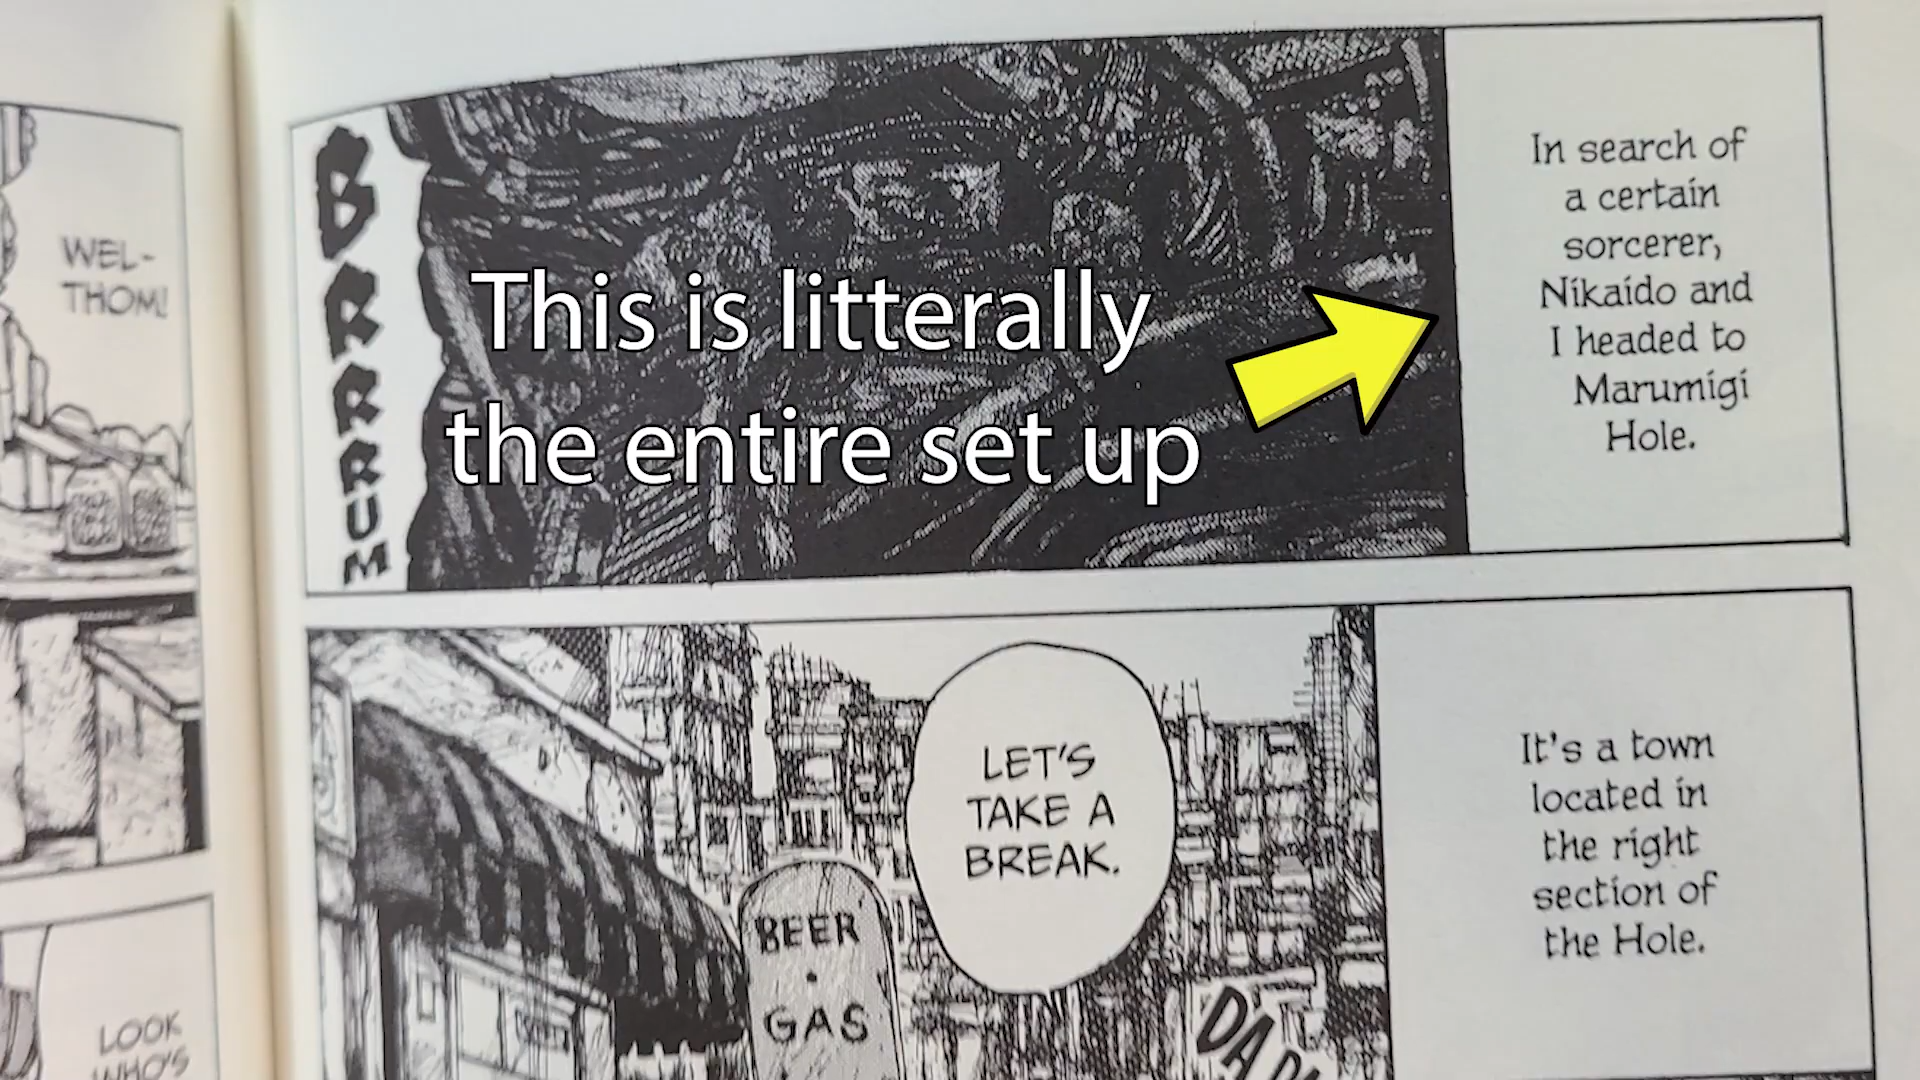 WEL-
THOM!
LOOK
WHO'S
BRRRUM
This is litterally
the entire set up
In search of
a certain
sorcerer,
Nikaido and
I headed to
Marumigi
Hole.
LET'S
TAKE A
BREAK.
BEER
•
GAS
It's a town
located in
the right
section of
the Hole.